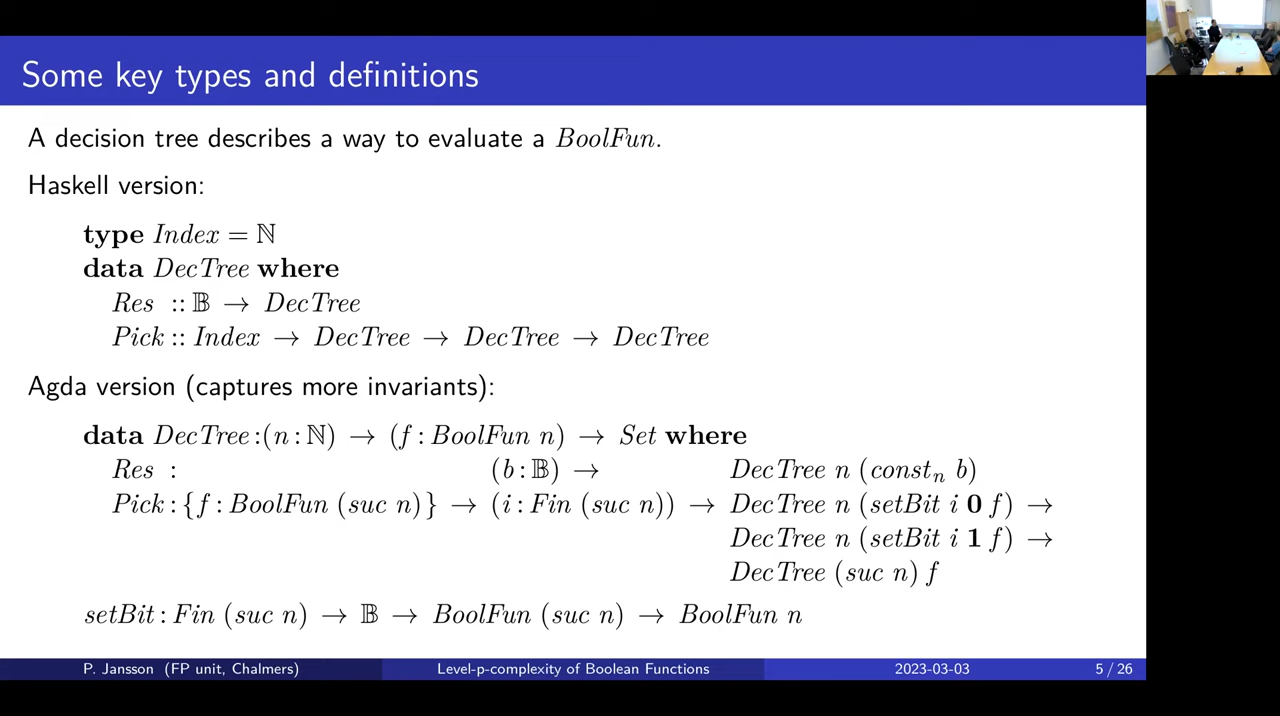 Some key types and definitions
A decision tree describes a way to evaluate a BoolFun.
Haskell version:
type Index = ℕ
data DecTree where
Res :: 𝔹 → DecTree
Pick :: Index → DecTree → DecTree → DecTree
Agda version (captures more invariants):
data DecTree : (n : ℕ) → (f : BoolFun n) → Set where
Res : (b : 𝔹) → DecTree n (constₙ b)
Pick : {f : BoolFun (suc n)} → (i : Fin (suc n)) → DecTree n (setBit i 0 f) →
DecTree n (setBit i 1 f) →
DecTree (suc n) f
setBit : Fin (suc n) → 𝔹 → BoolFun (suc n) → BoolFun n
P. Jansson (FP unit, Chalmers) Level-p-complexity of Boolean Functions 2023-03-03 5 / 26